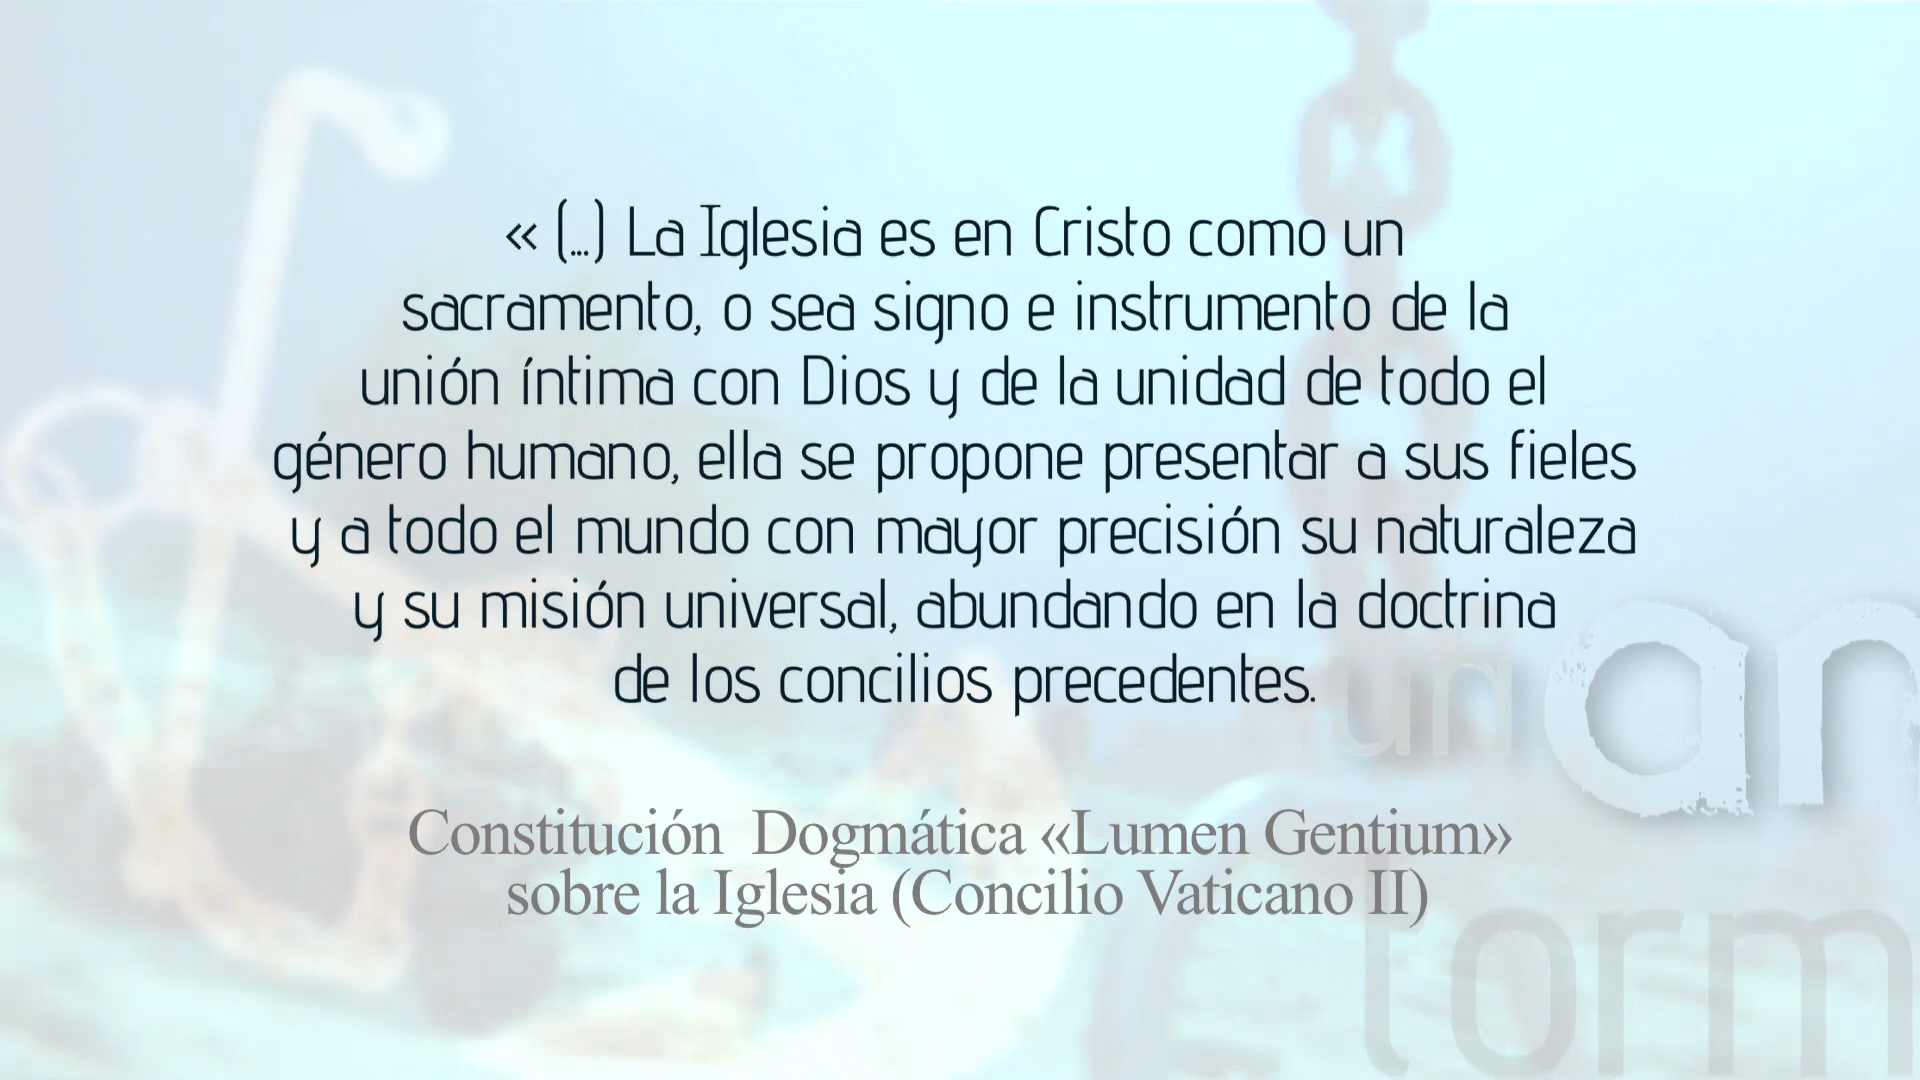 « (...) La Iglesia es en Cristo como un
sacramento, o sea signo e instrumento de la
unión íntima con Dios y de la unidad de todo el
género humano, ella se propone presentar a sus fieles
y a todo el mundo con mayor precisión su naturaleza
y su misión universal, abundando en la doctrina
de los concilios precedentes.
un an
Constitución Dogmática «Lumen Gentium»
sobre la Iglesia (Concilio Vaticano II)
torm